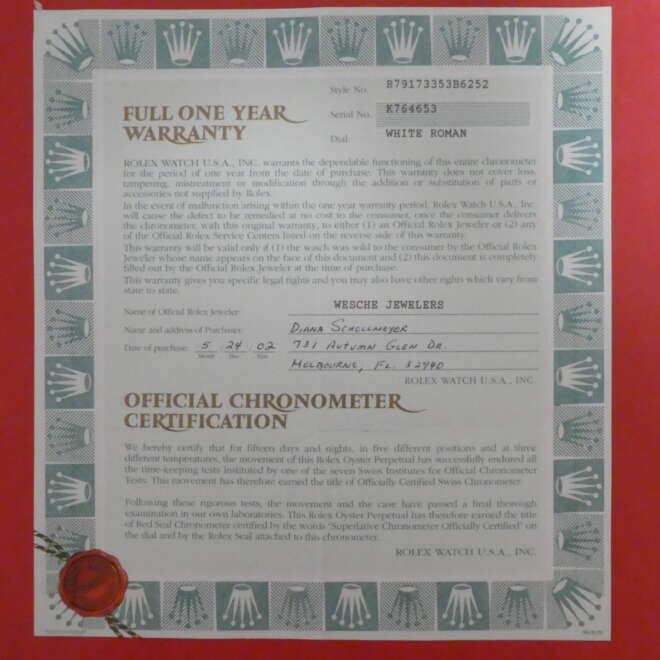 Style No. R79173353B6252
Serial No. K764653
Dial: WHITE ROMAN
FULL ONE YEAR
WARRANTY
ROLEX WATCH U.S.A., INC. warrants the dependable functioning of this entire chronometer
for the period of one year from the date of purchase. This warranty does not cover loss,
tampering, mistreatment or modification through the addition or substitution of parts or
accessories not supplied by Rolex.
In the event of malfunction arising within the one year warranty period, Rolex Watch U.S.A., Inc.
will cause the defect to be remedied at no cost to the consumer, once the consumer delivers
the chronometer, with this original warranty, to either (1) an Official Rolex Jeweler or (2) any
of the Official Rolex Service Centers listed on the reverse side of this warranty.
This warranty will be valid only if (1) the watch was sold to the consumer by the Official Rolex
Jeweler whose name appears on the face of this document and (2) this document is completely
filled out by the Official Rolex Jeweler at the time of purchase.
This warranty gives you specific legal rights and you may also have other rights which vary from
state to state.
Name of Official Rolex Jeweler WESCHE JEWELERS
Name and address of Purchaser Diana Schollmeyer
Date of purchase 5 24 02 731 Autumn Glen Dr.
Month Day Year Melbourne, FL. 32940
ROLEX WATCH U.S.A., INC.
OFFICIAL CHRONOMETER
CERTIFICATION
We hereby certify that for fifteen days and nights, in five different positions and at three
different temperatures, the movement of this Rolex Oyster Perpetual has successfully endured all
the time-keeping tests instituted by one of the seven Swiss Institutes for Official Chronometer
Tests. This movement has therefore earned the title of Officially Certified Swiss Chronometer.
Following these rigorous tests, the movement and the case have passed a final thorough
examination in our own laboratories. This Rolex Oyster Perpetual has therefore earned the title
of Red Seal Chronometer certified by the words "Superlative Chronometer Officially Certified" on
the dial and by the Rolex Seal attached to this chronometer.
ROLEX WATCH U.S.A., INC.